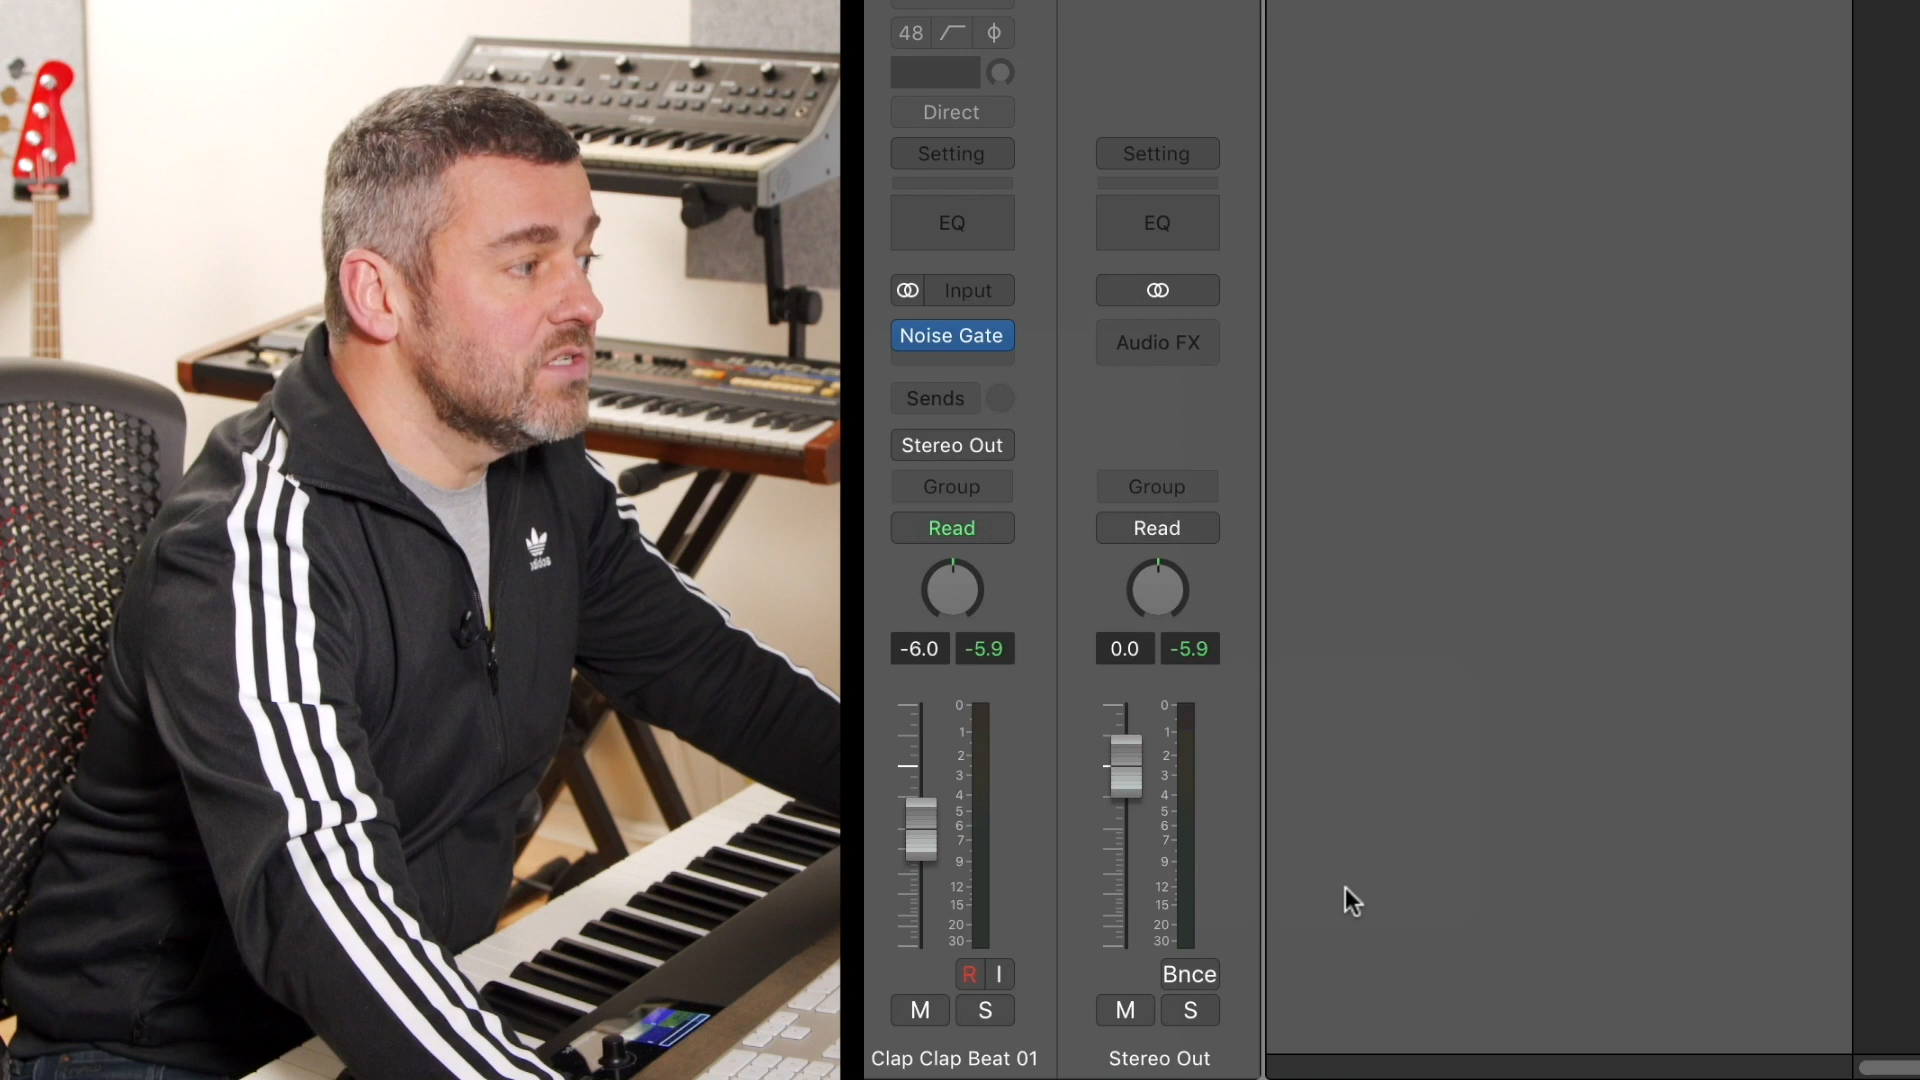 48
Direct
Setting
Setting
EQ
EQ
Input
Noise Gate
Audio FX
Sends
Stereo Out
Group
Group
Read
Read
-6.0 -5.9
0.0 -5.9
0
1
2
3
4
5
6
7
9
12
15
20
30
0
1
2
3
4
5
6
7
9
12
15
20
30
R I
Bnce
M S
M S
Clap Clap Beat 01
Stereo Out
adidas